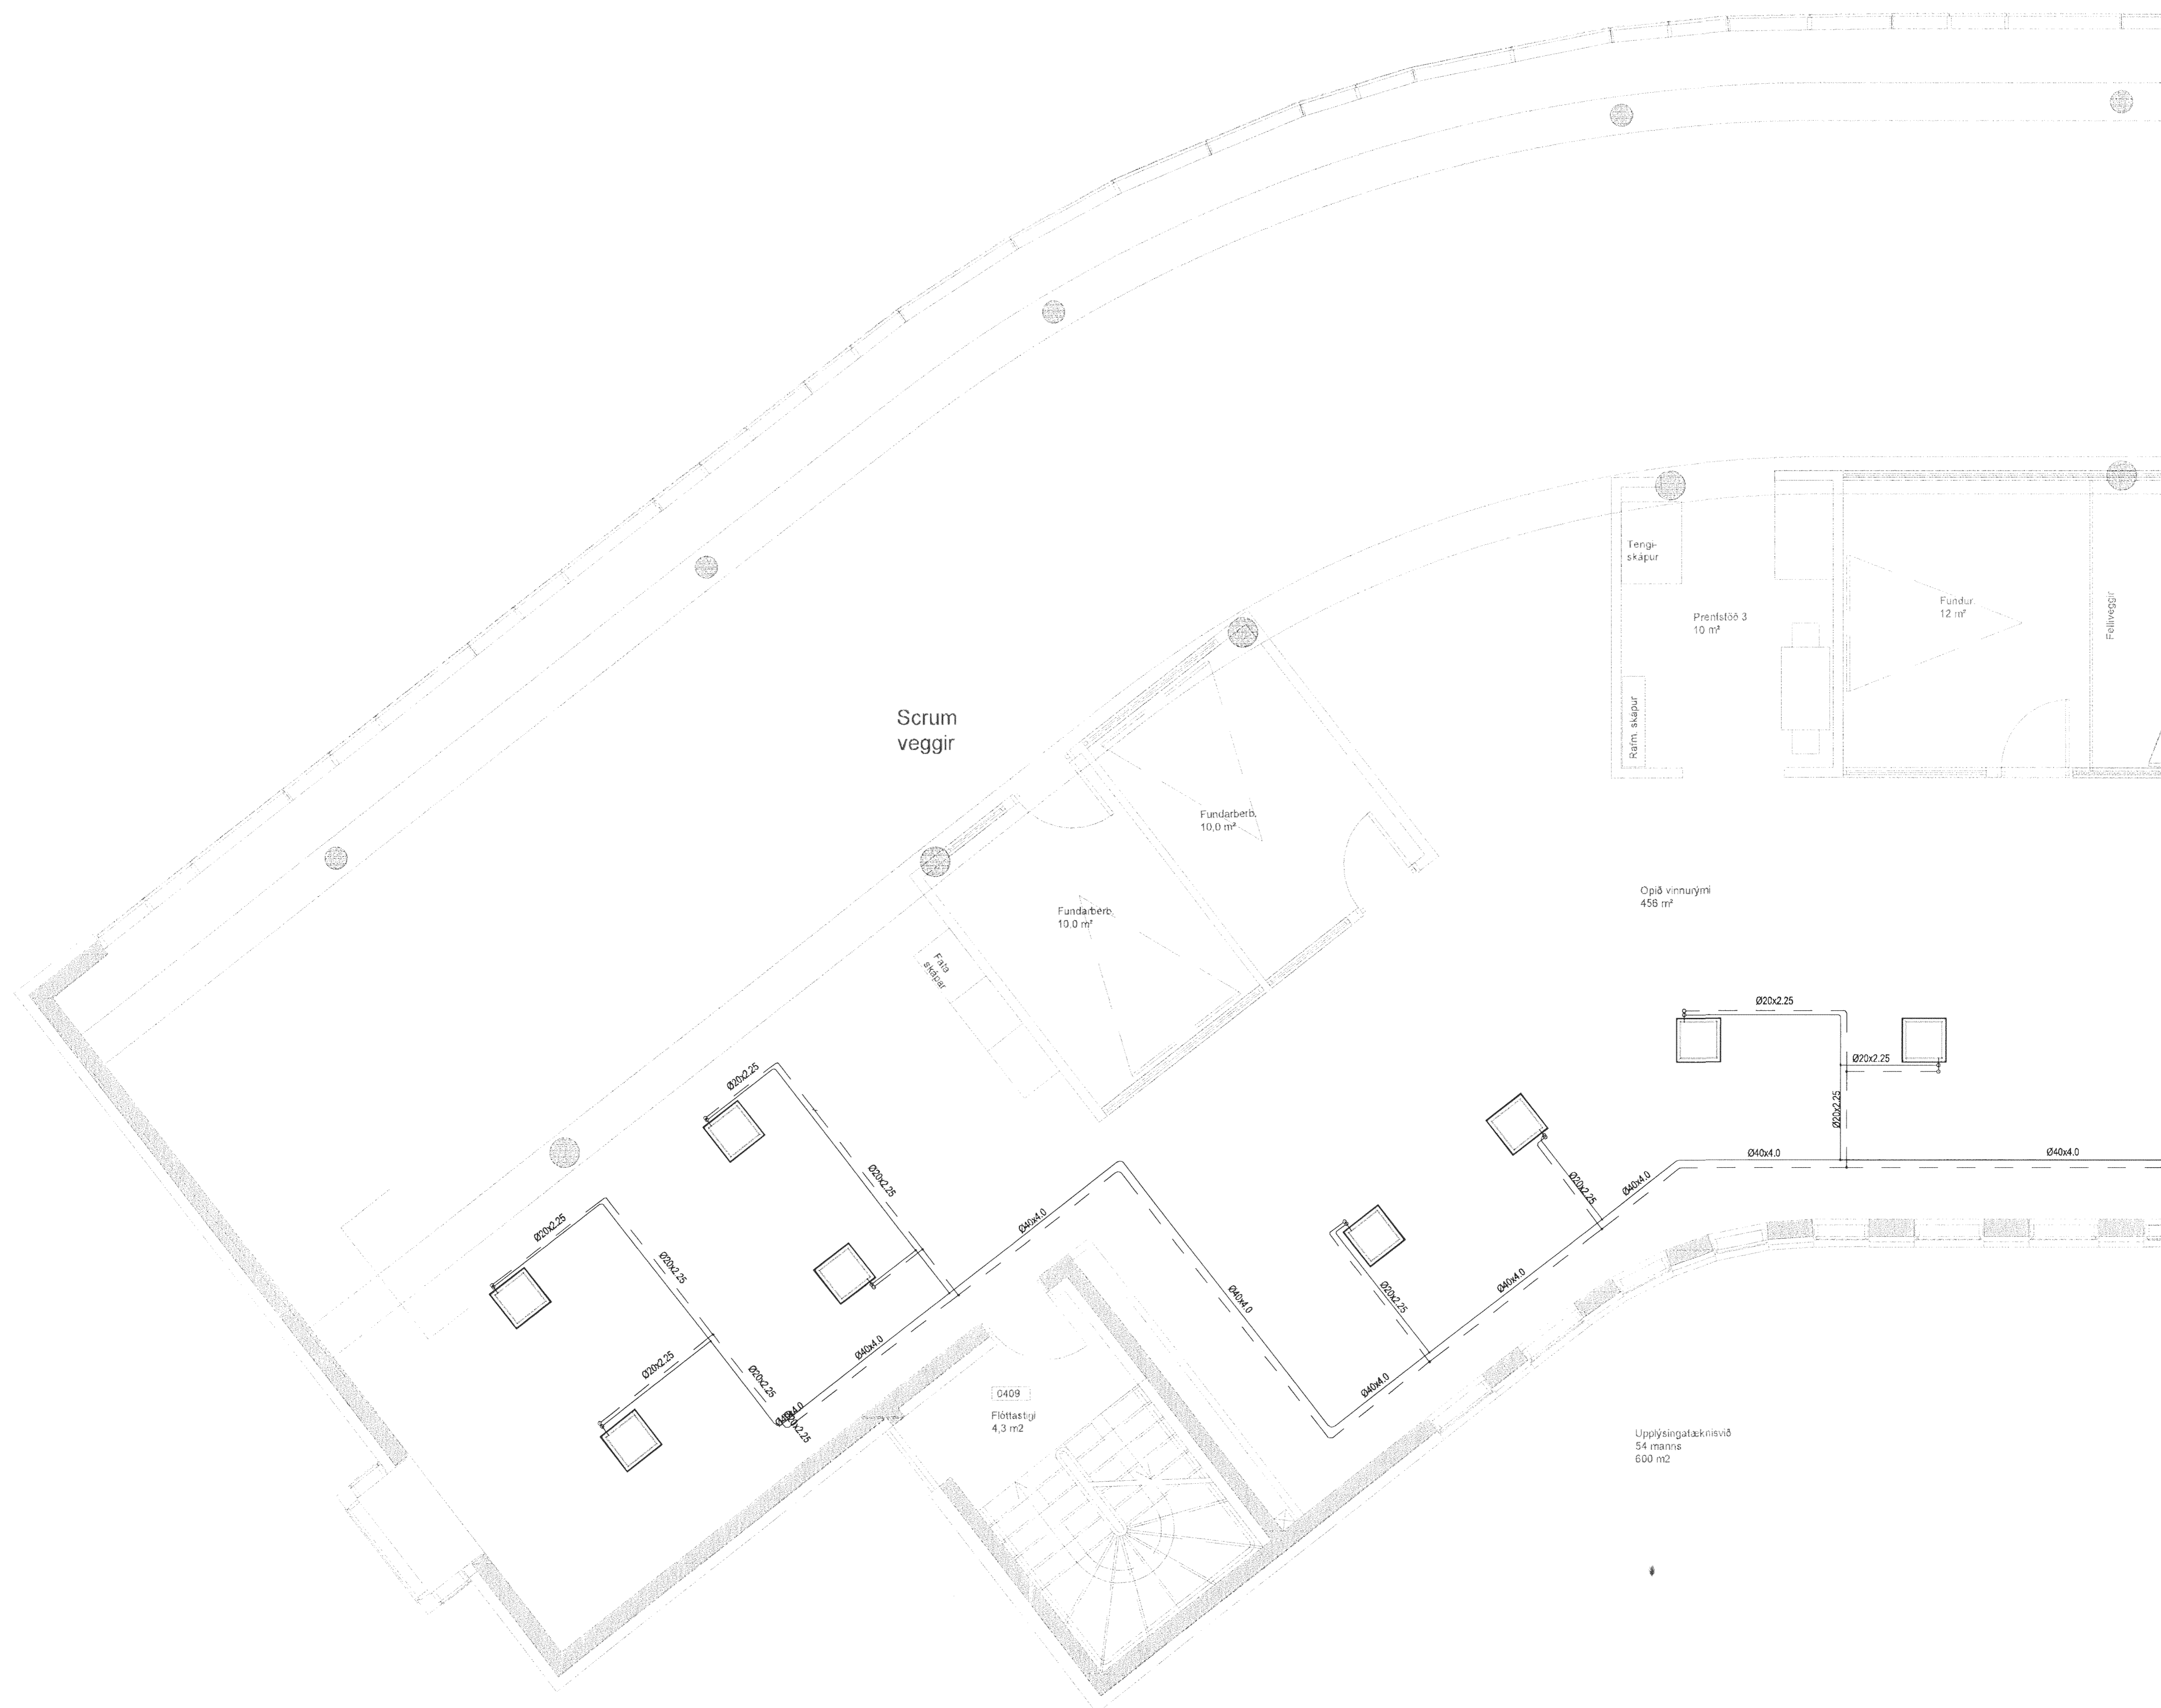 Tengi-
skápur
Prentstöð 3
10 m²
Rafm. skápur
Fundur.
12 m²
Felliveggir
Scrum
veggir
Fundarherb.
10,0 m²
Fundarherb.
10,0 m²
Fata
skápar
Opið vinnurými
456 m²
Ø20x2.25
Ø20x2.25
Ø20x2.25
Ø40x4.0
Ø40x4.0
Ø40x4.0
Ø20x2.25
Ø40x4.0
Ø20x2.25
Ø40x4.0
Ø40x4.0
Ø40x4.0
Ø40x4.0
Ø20x2.25
Ø20x2.25
Ø20x2.25
Ø20x2.25
Ø20x2.25
Ø20x2.25
0409
Flóttastigi
4,3 m2
Upplýsingatæknisvið
54 manns
600 m2